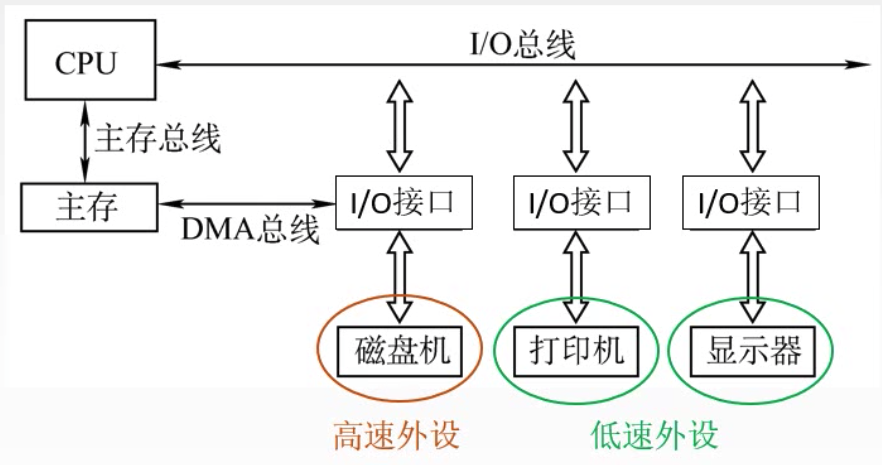 I/O总线
CPU
主存总线
主存
DMA总线
I/O接口
I/O接口
I/O接口
磁盘机
打印机
显示器
高速外设
低速外设